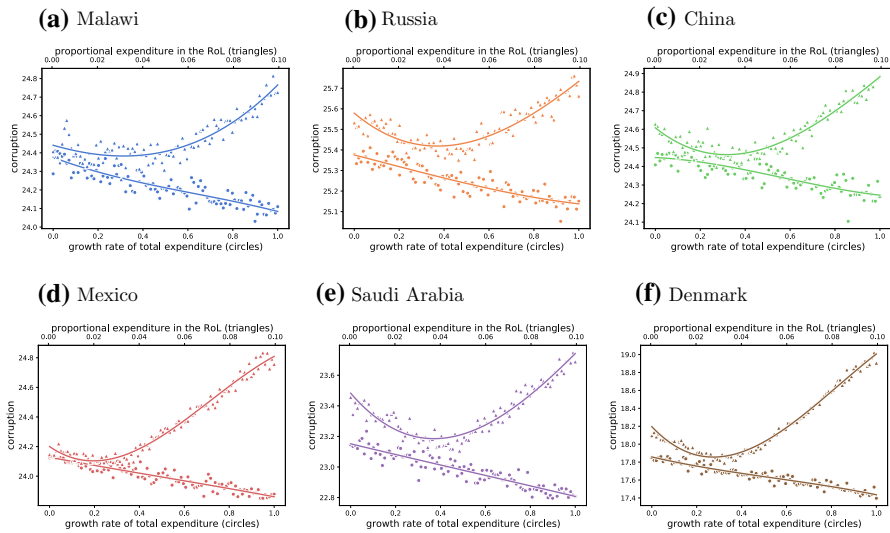 (a) Malawi
(b) Russia
(c) China
proportional expenditure in the RoL (triangles)
0.00 0.02 0.04 0.06 0.08 0.10
24.8
24.7
24.6
24.5
24.4
24.3
24.2
24.1
24.0
corruption
0.0 0.2 0.4 0.6 0.8 1.0
growth rate of total expenditure (circles)
proportional expenditure in the RoL (triangles)
0.00 0.02 0.04 0.06 0.08 0.10
25.7
25.6
25.5
25.4
25.3
25.2
25.1
corruption
0.0 0.2 0.4 0.6 0.8 1.0
growth rate of total expenditure (circles)
proportional expenditure in the RoL (triangles)
0.00 0.02 0.04 0.06 0.08 0.10
24.9
24.8
24.7
24.6
24.5
24.4
24.3
24.2
24.1
corruption
0.0 0.2 0.4 0.6 0.8 1.0
growth rate of total expenditure (circles)
(d) Mexico
(e) Saudi Arabia
(f) Denmark
proportional expenditure in the RoL (triangles)
0.00 0.02 0.04 0.06 0.08 0.10
24.8
24.6
24.4
24.2
24.0
corruption
0.0 0.2 0.4 0.6 0.8 1.0
growth rate of total expenditure (circles)
proportional expenditure in the RoL (triangles)
0.00 0.02 0.04 0.06 0.08 0.10
23.6
23.4
23.2
23.0
22.8
corruption
0.0 0.2 0.4 0.6 0.8 1.0
growth rate of total expenditure (circles)
proportional expenditure in the RoL (triangles)
0.00 0.02 0.04 0.06 0.08 0.10
19.0
18.8
18.6
18.4
18.2
18.0
17.8
17.6
17.4
corruption
0.0 0.2 0.4 0.6 0.8 1.0
growth rate of total expenditure (circles)